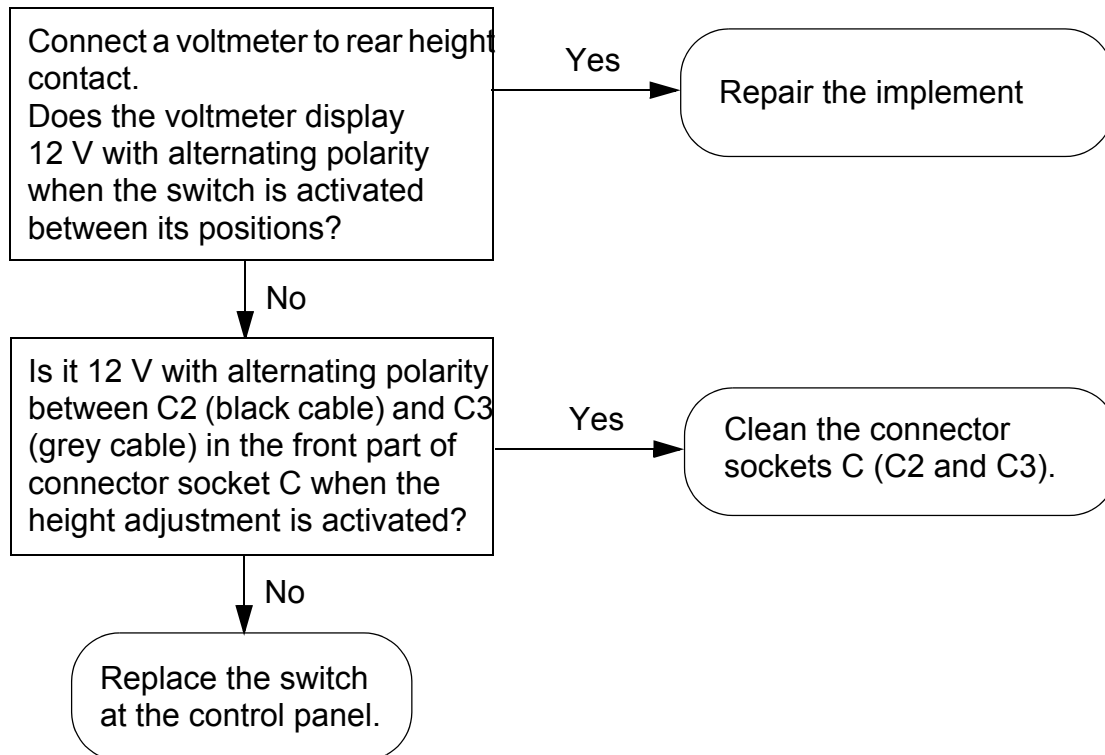 Connect a voltmeter to rear height
contact.
Does the voltmeter display
12 V with alternating polarity
when the switch is activated
between its positions?
Yes
Repair the implement
No
Is it 12 V with alternating polarity
between C2 (black cable) and C3
(grey cable) in the front part of
connector socket C when the
height adjustment is activated?
Yes
Clean the connector
sockets C (C2 and C3).
No
Replace the switch
at the control panel.